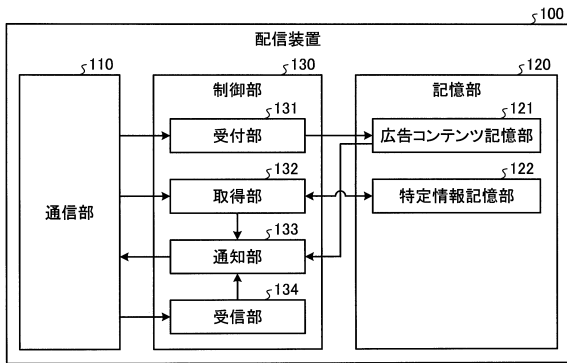 100
配信装置
110
通信部
130
制御部
131
受付部
132
取得部
133
通知部
134
受信部
120
記憶部
121
広告コンテンツ記憶部
122
特定情報記憶部